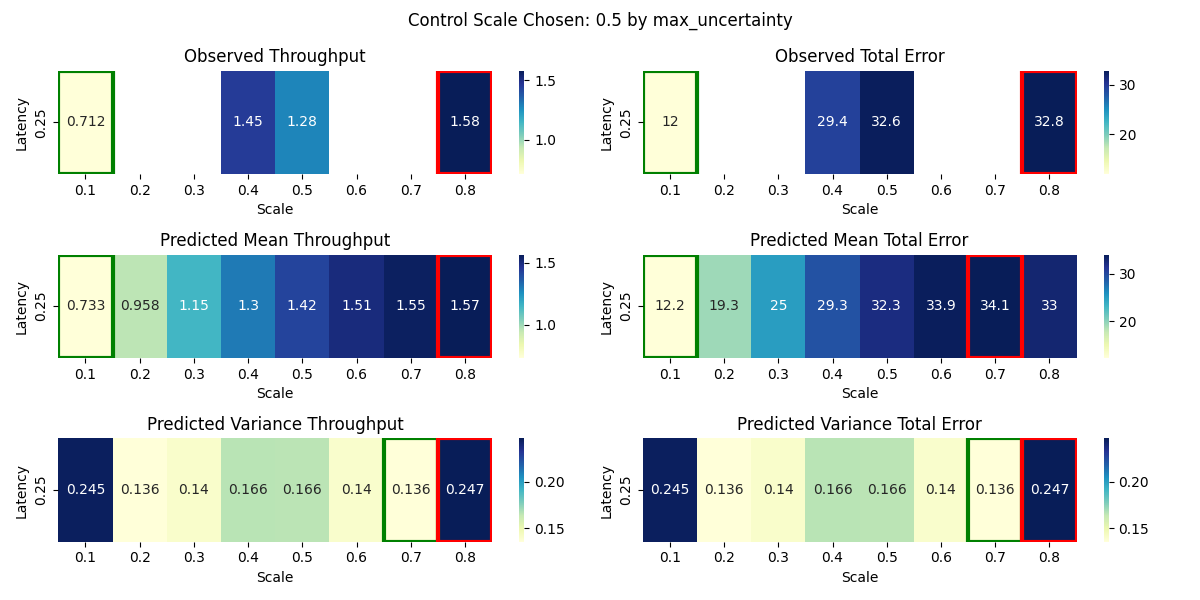 Control Scale Chosen: 0.5 by max_uncertainty
Observed Throughput
Latency
0.25
0.712 1.45 1.28 1.58
0.1 0.2 0.3 0.4 0.5 0.6 0.7 0.8
Scale
1.5
1.0
Observed Total Error
Latency
0.25
12 29.4 32.6 32.8
0.1 0.2 0.3 0.4 0.5 0.6 0.7 0.8
Scale
30
20
Predicted Mean Throughput
Latency
0.25
0.733 0.958 1.15 1.3 1.42 1.51 1.55 1.57
0.1 0.2 0.3 0.4 0.5 0.6 0.7 0.8
Scale
1.5
1.0
Predicted Mean Total Error
Latency
0.25
12.2 19.3 25 29.3 32.3 33.9 34.1 33
0.1 0.2 0.3 0.4 0.5 0.6 0.7 0.8
Scale
30
20
Predicted Variance Throughput
Latency
0.25
0.245 0.136 0.14 0.166 0.166 0.14 0.136 0.247
0.1 0.2 0.3 0.4 0.5 0.6 0.7 0.8
Scale
0.20
0.15
Predicted Variance Total Error
Latency
0.25
0.245 0.136 0.14 0.166 0.166 0.14 0.136 0.247
0.1 0.2 0.3 0.4 0.5 0.6 0.7 0.8
Scale
0.20
0.15